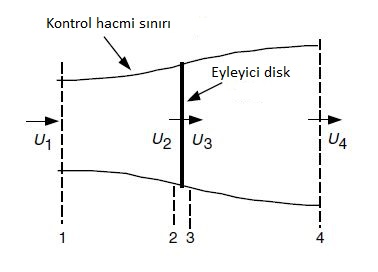 Kontrol hacmi sınırı
Eyleyici disk
U1
U2
U3
U4
1
2
3
4